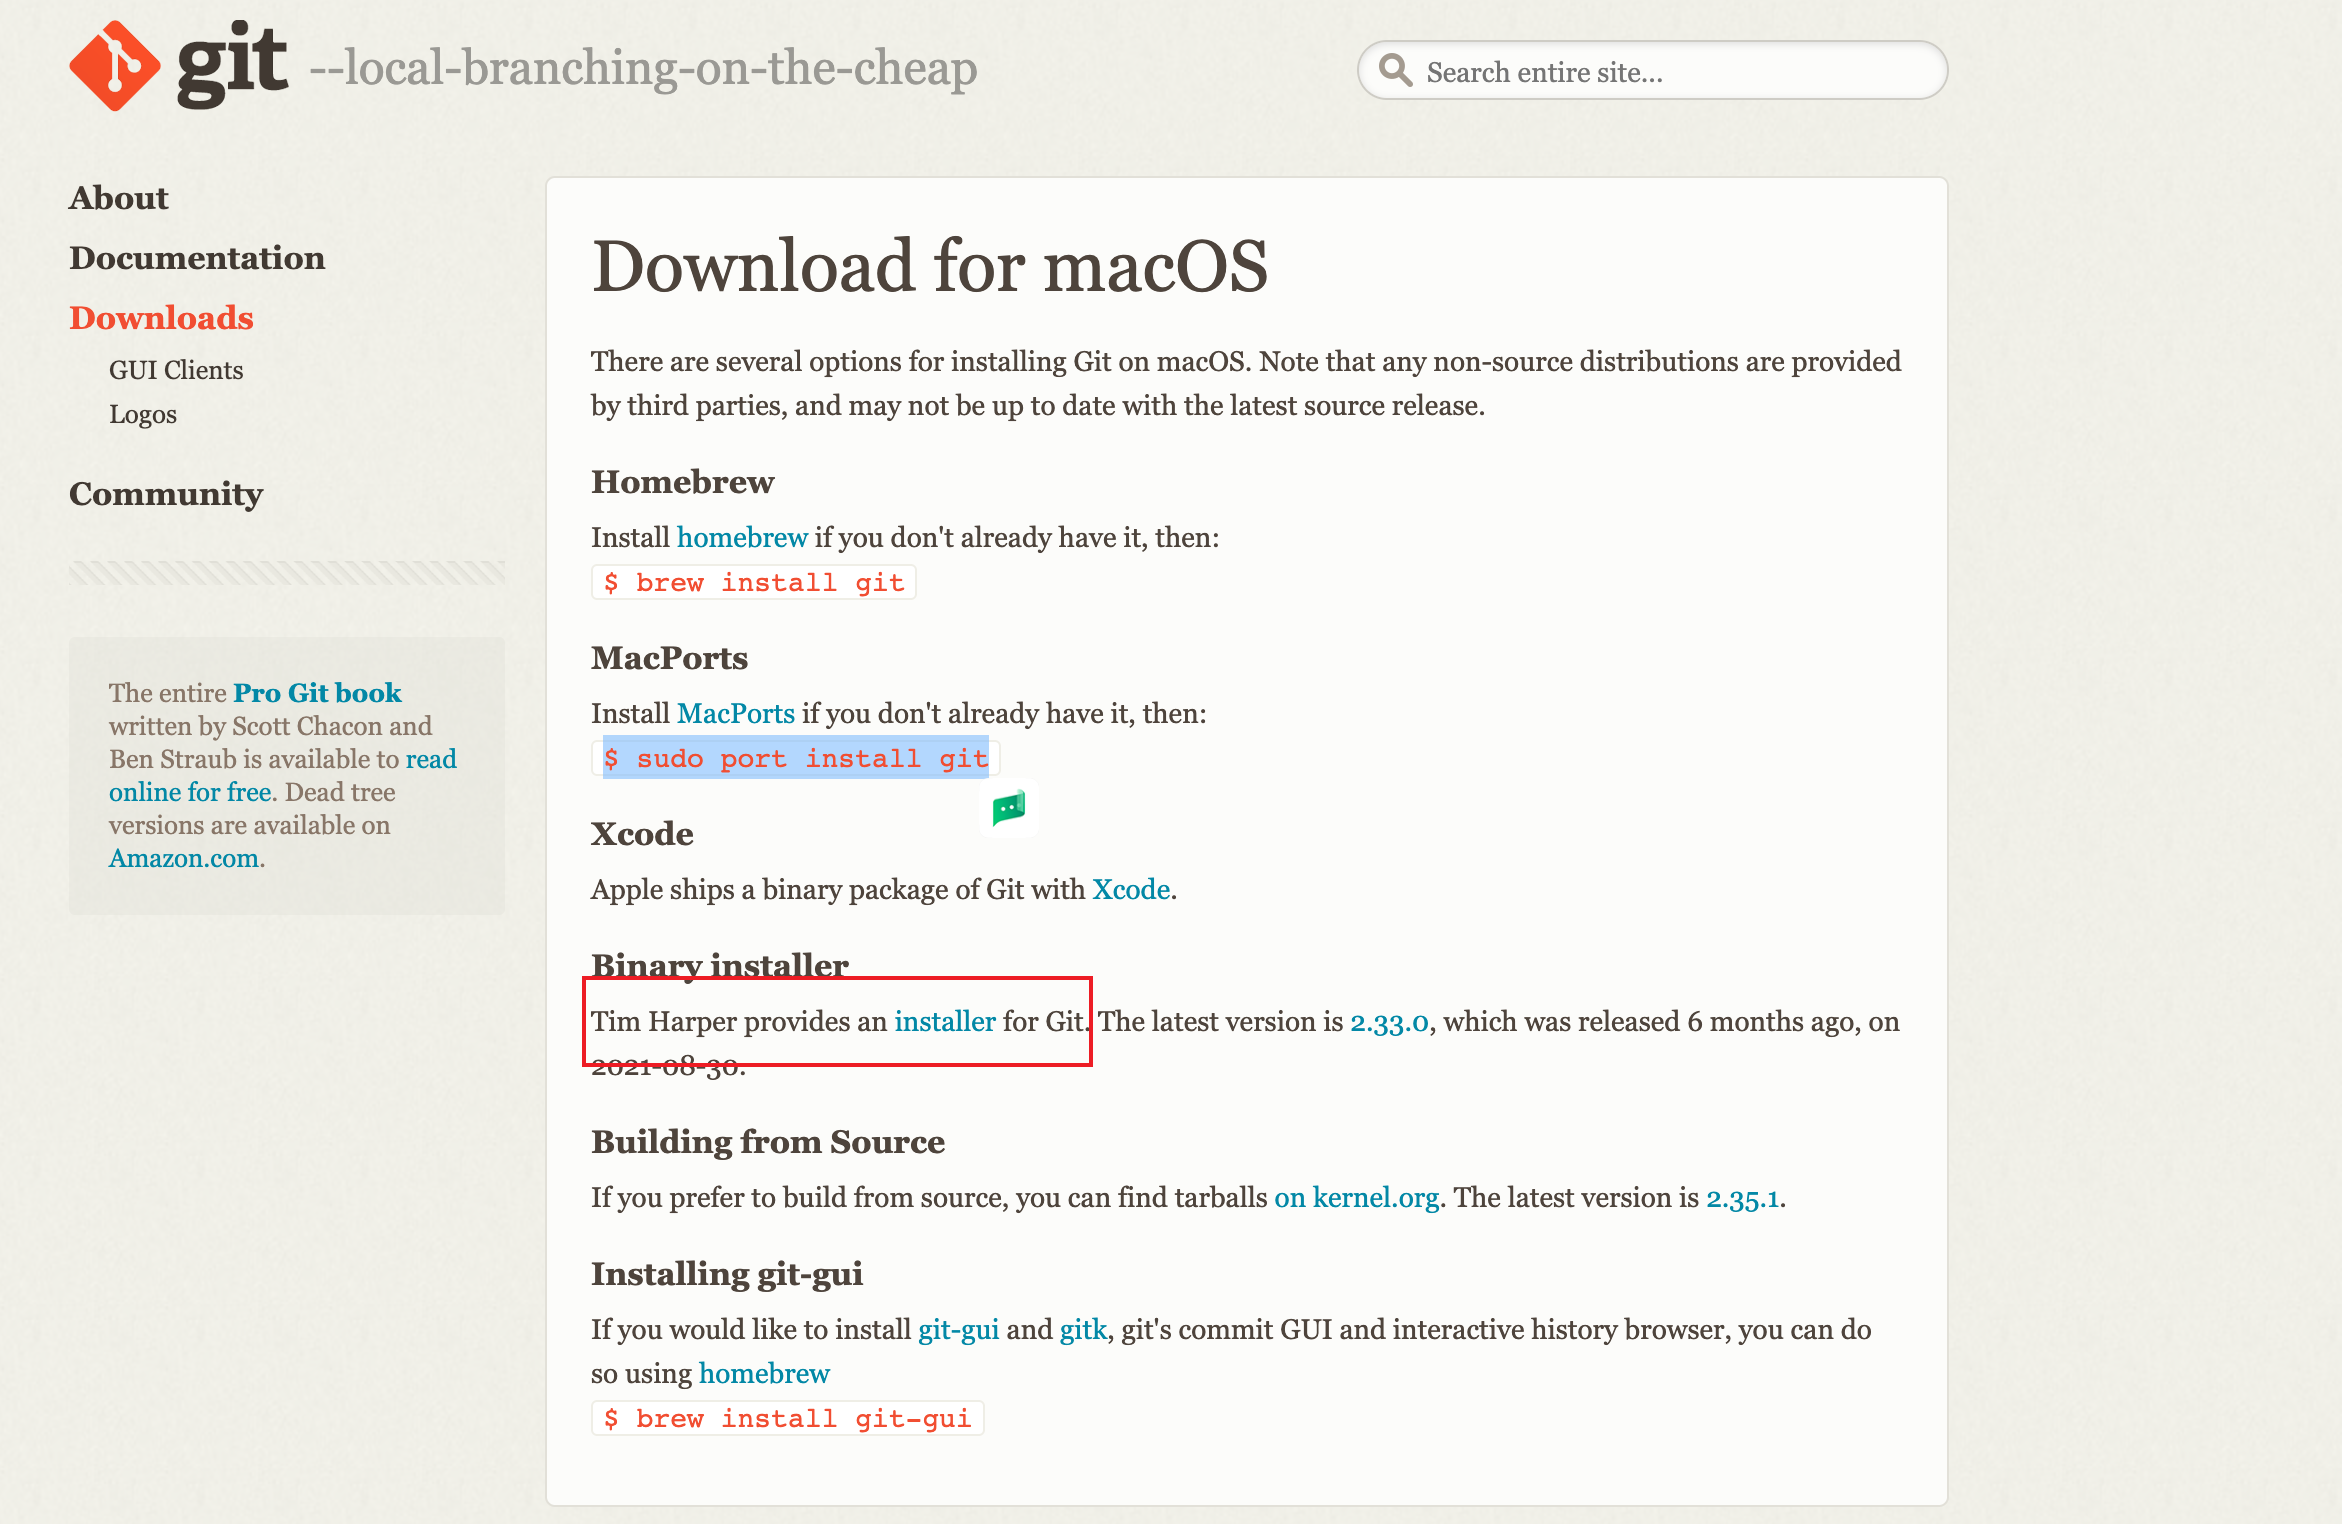 git --local-branching-on-the-cheap
Search entire site...
About
Documentation
Downloads
GUI Clients
Logos
Community
The entire Pro Git book
written by Scott Chacon and
Ben Straub is available to read
online for free. Dead tree
versions are available on
Amazon.com.
Download for macOS
There are several options for installing Git on macOS. Note that any non-source distributions are provided
by third parties, and may not be up to date with the latest source release.
Homebrew
Install homebrew if you don't already have it, then:
$ brew install git
MacPorts
Install MacPorts if you don't already have it, then:
$ sudo port install git
Xcode
Apple ships a binary package of Git with Xcode.
Binary installer
Tim Harper provides an installer for Git. The latest version is 2.33.0, which was released 6 months ago, on
2021-08-30.
Building from Source
If you prefer to build from source, you can find tarballs on kernel.org. The latest version is 2.35.1.
Installing git-gui
If you would like to install git-gui and gitk, git's commit GUI and interactive history browser, you can do
so using homebrew
$ brew install git-gui